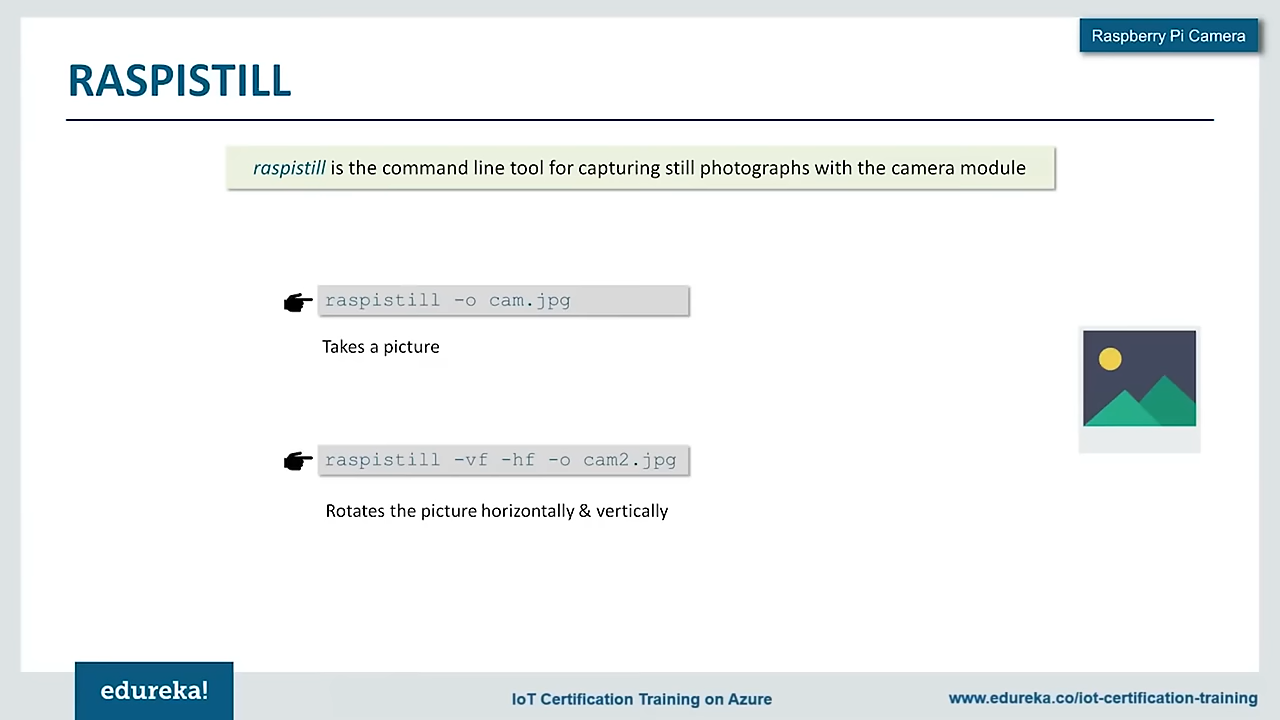 Raspberry Pi Camera
RASPISTILL
raspistill is the command line tool for capturing still photographs with the camera module
raspistill -o cam.jpg
Takes a picture
raspistill -vf -hf -o cam2.jpg
Rotates the picture horizontally & vertically
edureka!
IoT Certification Training on Azure
www.edureka.co/iot-certification-training